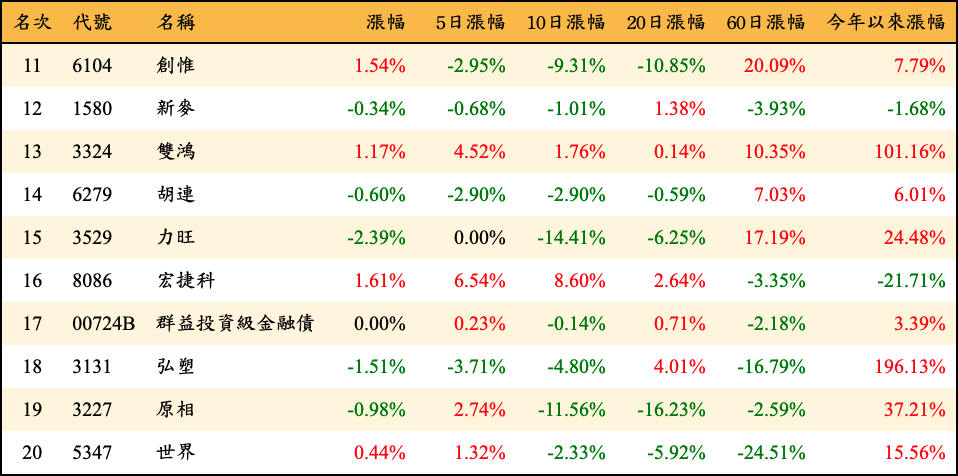 名次 代號 名稱 漲幅 5日漲幅 10日漲幅 20日漲幅 60日漲幅 今年以來漲幅
11 6104 創惟 1.54% -2.95% -9.31% -10.85% 20.09% 7.79%
12 1580 新麥 -0.34% -0.68% -1.01% 1.38% -3.93% -1.68%
13 3324 雙鴻 1.17% 4.52% 1.76% 0.14% 10.35% 101.16%
14 6279 胡連 -0.60% -2.90% -2.90% -0.59% 7.03% 6.01%
15 3529 力旺 -2.39% 0.00% -14.41% -6.25% 17.19% 24.48%
16 8086 宏捷科 1.61% 6.54% 8.60% 2.64% -3.35% -21.71%
17 00724B 群益投資級金融債 0.00% 0.23% -0.14% 0.71% -2.18% 3.39%
18 3131 弘塑 -1.51% -3.71% -4.80% 4.01% -16.79% 196.13%
19 3227 原相 -0.98% 2.74% -11.56% -16.23% -2.59% 37.21%
20 5347 世界 0.44% 1.32% -2.33% -5.92% -24.51% 15.56%